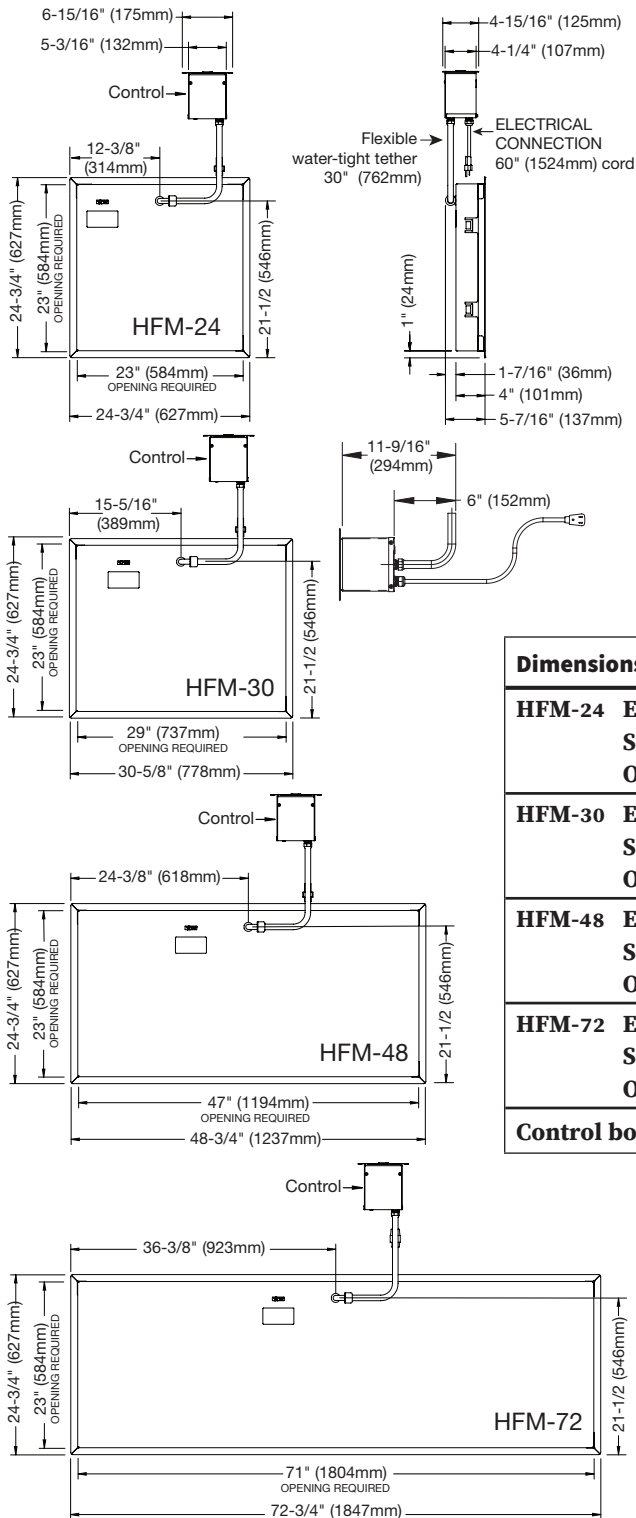 6-15/16" (175mm)
5-3/16" (132mm)
Control
12-3/8"
(314mm)
24-3/4" (627mm)
23" (584mm)
OPENING REQUIRED
21-1/2 (546mm)
HFM-24
23" (584mm)
OPENING REQUIRED
24-3/4" (627mm)
4-15/16" (125mm)
4-1/4" (107mm)
Flexible
water-tight tether
30" (762mm)
ELECTRICAL
CONNECTION
60" (1524mm) cord
1" (24mm)
1-7/16" (36mm)
4" (101mm)
5-7/16" (137mm)
Control
15-5/16"
(389mm)
24-3/4" (627mm)
23" (584mm)
OPENING REQUIRED
21-1/2 (546mm)
HFM-30
29" (737mm)
OPENING REQUIRED
30-5/8" (778mm)
11-9/16"
(294mm)
6" (152mm)
Control
24-3/8" (618mm)
24-3/4" (627mm)
23" (584mm)
OPENING REQUIRED
21-1/2 (546mm)
HFM-48
47" (1194mm)
OPENING REQUIRED
48-3/4" (1237mm)
Dimensions
HFM-24 E
S
O
HFM-30 E
S
O
HFM-48 E
S
O
HFM-72 E
S
O
Control bo
Control
36-3/8" (923mm)
24-3/4" (627mm)
23" (584mm)
OPENING REQUIRED
21-1/2 (546mm)
HFM-72
71" (1804mm)
OPENING REQUIRED
72-3/4" (1847mm)